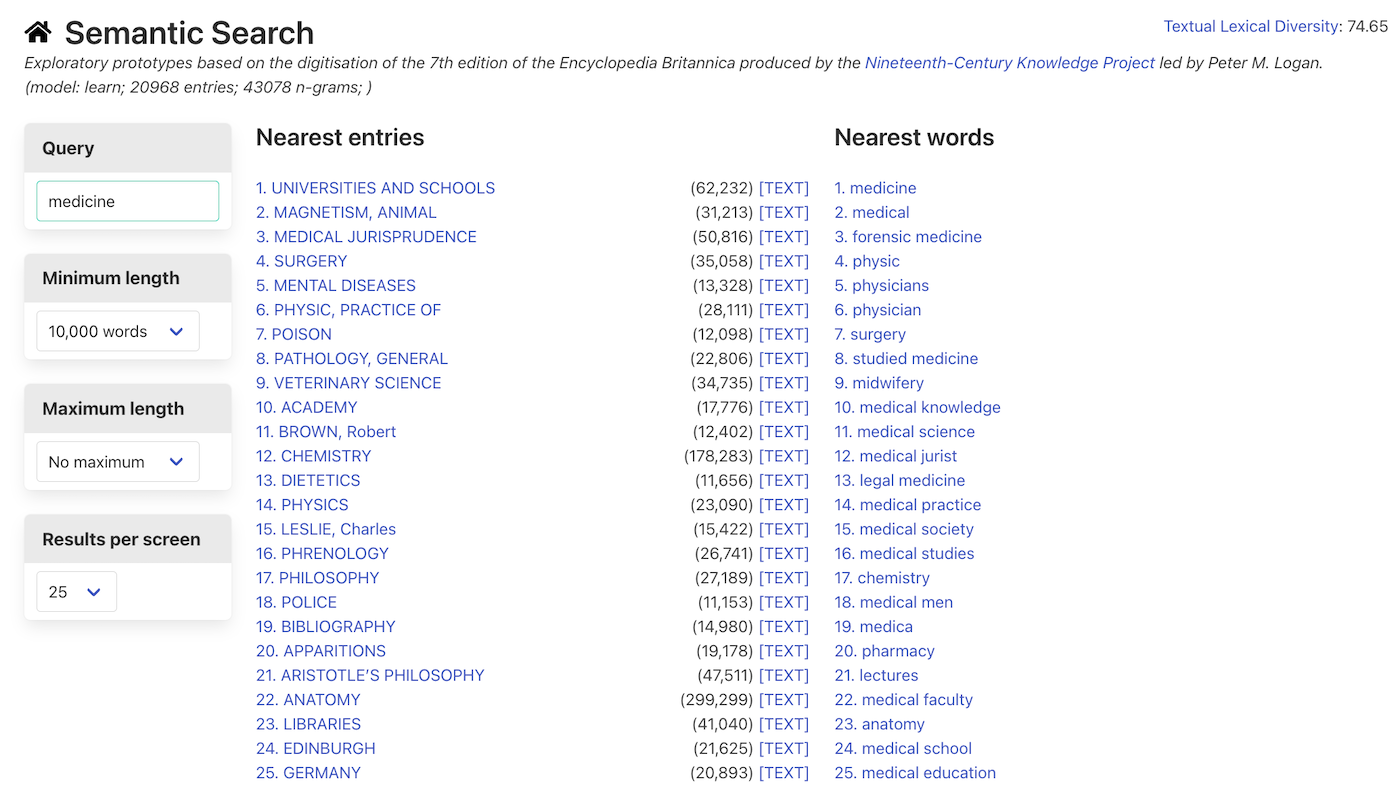 Semantic Search
Textual Lexical Diversity: 74.65
Exploratory prototypes based on the digitisation of the 7th edition of the Encyclopedia Britannica produced by the Nineteenth-Century Knowledge Project led by Peter M. Logan.
(model: learn; 20968 entries; 43078 n-grams; )
Query
medicine
Minimum length
10,000 words
Maximum length
No maximum
Results per screen
25
Nearest entries
1. UNIVERSITIES AND SCHOOLS (62,232) [TEXT]
2. MAGNETISM, ANIMAL (31,213) [TEXT]
3. MEDICAL JURISPRUDENCE (50,816) [TEXT]
4. SURGERY (35,058) [TEXT]
5. MENTAL DISEASES (13,328) [TEXT]
6. PHYSIC, PRACTICE OF (28,111) [TEXT]
7. POISON (12,098) [TEXT]
8. PATHOLOGY, GENERAL (22,806) [TEXT]
9. VETERINARY SCIENCE (34,735) [TEXT]
10. ACADEMY (17,776) [TEXT]
11. BROWN, Robert (12,402) [TEXT]
12. CHEMISTRY (178,283) [TEXT]
13. DIETETICS (11,656) [TEXT]
14. PHYSICS (23,090) [TEXT]
15. LESLIE, Charles (15,422) [TEXT]
16. PHRENOLOGY (26,741) [TEXT]
17. PHILOSOPHY (27,189) [TEXT]
18. POLICE (11,153) [TEXT]
19. BIBLIOGRAPHY (14,980) [TEXT]
20. APPARITIONS (19,178) [TEXT]
21. ARISTOTLE’S PHILOSOPHY (47,511) [TEXT]
22. ANATOMY (299,299) [TEXT]
23. LIBRARIES (41,040) [TEXT]
24. EDINBURGH (21,625) [TEXT]
25. GERMANY (20,893) [TEXT]
Nearest words
1. medicine
2. medical
3. forensic medicine
4. physic
5. physicians
6. physician
7. surgery
8. studied medicine
9. midwifery
10. medical knowledge
11. medical science
12. medical jurist
13. legal medicine
14. medical practice
15. medical society
16. medical studies
17. chemistry
18. medical men
19. medica
20. pharmacy
21. lectures
22. medical faculty
23. anatomy
24. medical school
25. medical education